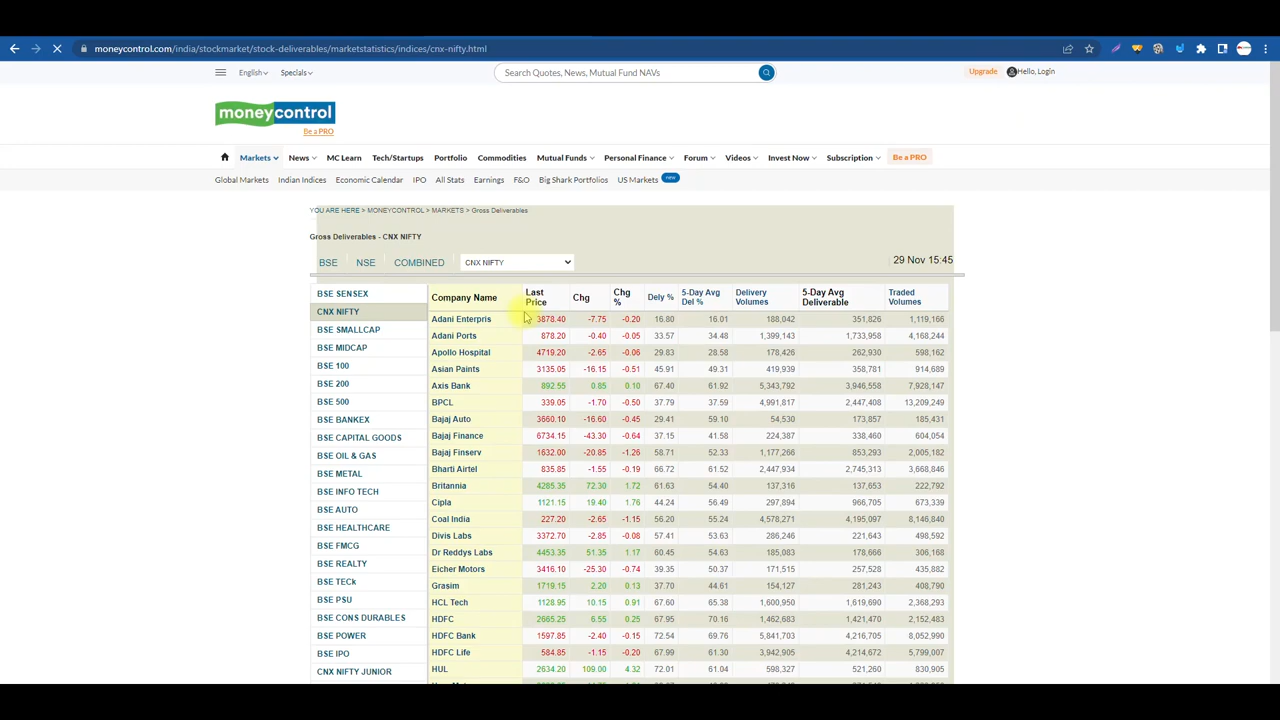 moneycontrol.com/india/stockmarket/stock-deliverables/marketstatistics/indices/cnx-nifty.html
English Specials Search Quotes, News, Mutual Fund NAVs Upgrade Hello, Login
moneycontrol
Be a PRO
Markets News MC Learn Tech/Startups Portfolio Commodities Mutual Funds Personal Finance Forum Videos Invest Now Subscription Be a PRO
Global Markets Indian Indices Economic Calendar IPO All Stats Earnings F&O Big Shark Portfolios US Markets new
YOU ARE HERE > MONEYCONTROL > MARKETS > Gross Deliverables
Gross Deliverables - CNX NIFTY
BSE NSE COMBINED CNX NIFTY 29 Nov 15:45
BSE SENSEX
CNX NIFTY
BSE SMALLCAP
BSE MIDCAP
BSE 100
BSE 200
BSE 500
BSE BANKEX
BSE CAPITAL GOODS
BSE OIL & GAS
BSE METAL
BSE INFO TECH
BSE AUTO
BSE HEALTHCARE
BSE FMCG
BSE REALTY
BSE TECk
BSE PSU
BSE CONS DURABLES
BSE POWER
BSE IPO
CNX NIFTY JUNIOR
Company Name Last Price Chg Chg % Dely % 5-Day Avg Del % Delivery Volumes 5-Day Avg Deliverable Traded Volumes
Adani Enterpris 3878.40 -7.75 -0.20 16.80 16.01 188,042 351,826 1,119,166
Adani Ports 878.20 -0.40 -0.05 33.57 34.48 1,399,143 1,733,958 4,168,244
Apollo Hospital 4719.20 -2.65 -0.06 29.83 28.58 178,426 262,930 598,162
Asian Paints 3135.05 -16.15 -0.51 45.91 49.31 419,939 358,781 914,689
Axis Bank 892.55 0.85 0.10 67.40 61.92 5,343,792 3,946,558 7,928,147
BPCL 339.05 -1.70 -0.50 37.79 37.59 4,991,817 2,447,408 13,209,249
Bajaj Auto 3660.10 -16.60 -0.45 29.41 59.10 54,530 173,857 185,431
Bajaj Finance 6734.15 -43.30 -0.64 37.15 41.58 224,387 338,460 604,054
Bajaj Finserv 1632.00 -20.85 -1.26 58.71 52.33 1,177,266 853,293 2,005,182
Bharti Airtel 835.85 -1.55 -0.19 66.72 61.52 2,447,934 2,745,313 3,668,846
Britannia 4285.35 72.30 1.72 61.63 54.40 137,316 137,653 222,792
Cipla 1121.15 19.40 1.76 44.24 56.49 297,894 966,705 673,339
Coal India 227.20 -2.65 -1.15 56.20 55.24 4,578,271 4,195,097 8,146,840
Divis Labs 3372.70 -2.85 -0.08 57.41 53.63 286,246 221,643 498,592
Dr Reddys Labs 4453.35 51.35 1.17 60.45 54.63 185,083 178,666 306,168
Eicher Motors 3416.10 -25.30 -0.74 39.35 50.37 171,515 257,528 435,882
Grasim 1719.15 2.20 0.13 37.70 44.61 154,127 281,243 408,790
HCL Tech 1128.95 10.15 0.91 67.60 65.38 1,600,950 1,619,690 2,368,293
HDFC 2665.25 6.55 0.25 67.95 70.16 1,462,683 1,421,470 2,152,483
HDFC Bank 1597.85 -2.40 -0.15 72.54 69.76 5,841,703 4,216,705 8,052,990
HDFC Life 584.85 -1.15 -0.20 67.99 61.30 3,942,905 4,214,672 5,799,007
HUL 2634.20 109.00 4.32 72.01 61.04 598,327 521,260 830,905